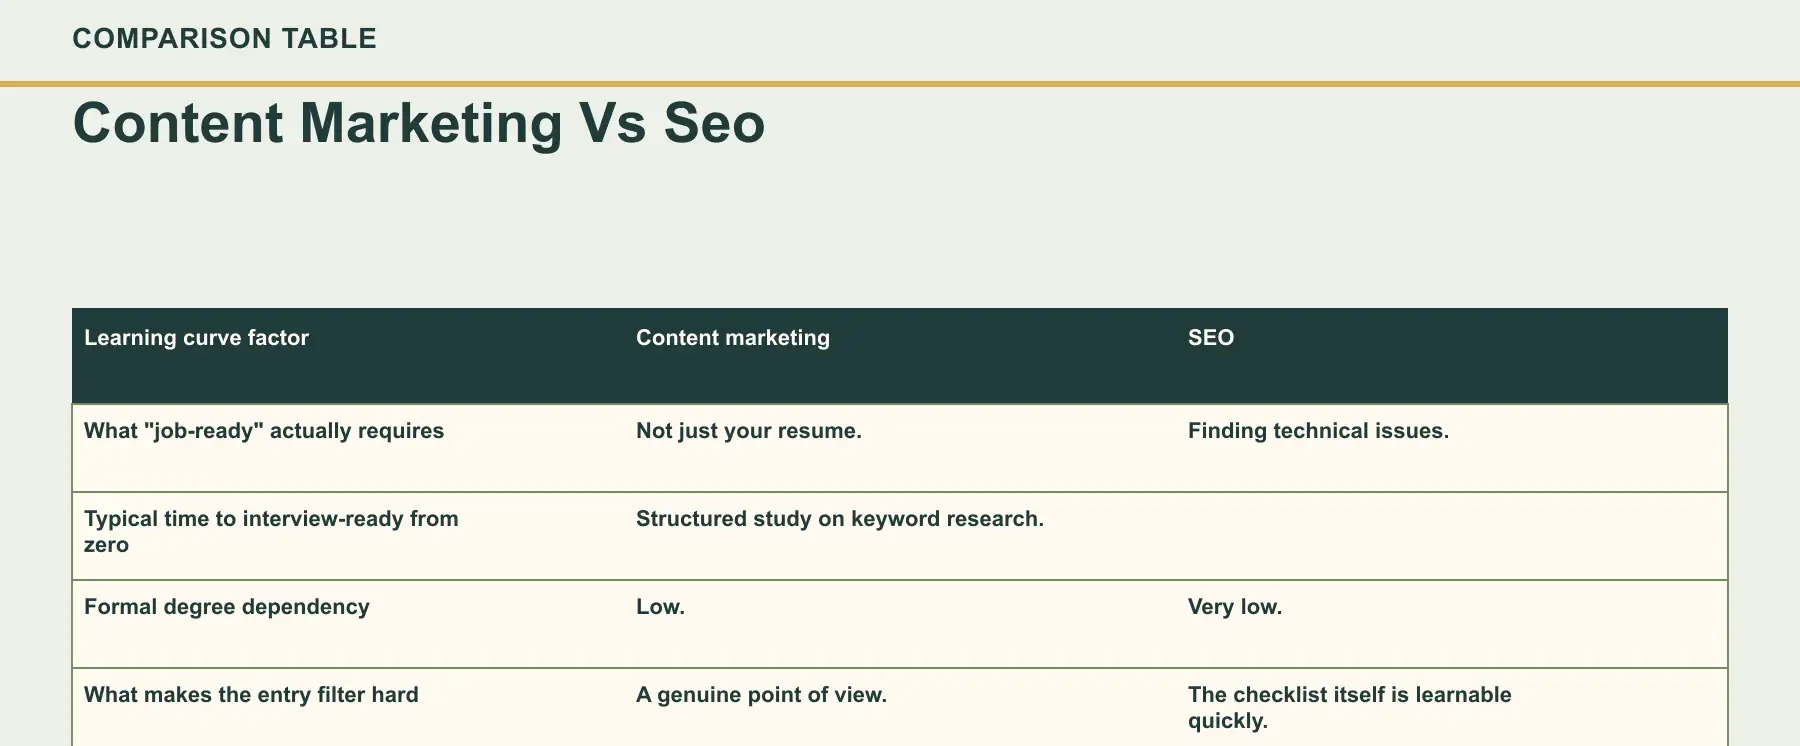 COMPARISON TABLE
Content Marketing Vs Seo
Learning curve factor Content marketing SEO
What "job-ready" actually requires Not just your resume. Finding technical issues.
Typical time to interview-ready from Structured study on keyword research.
zero
Formal degree dependency Low. Very low.
What makes the entry filter hard A genuine point of view. The checklist itself is learnable
quickly.